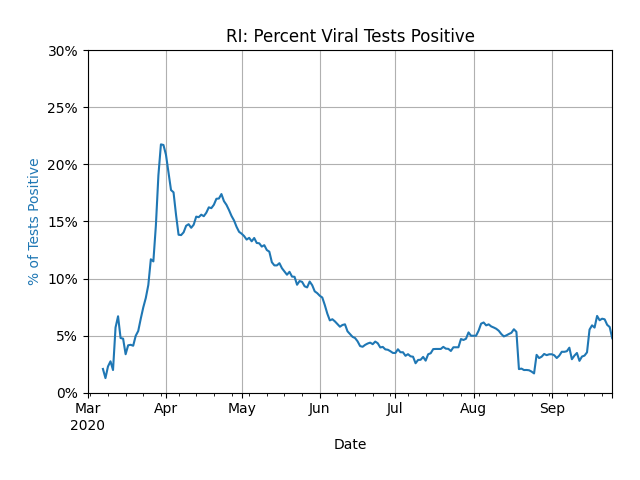 RI: Percent Viral Tests Positive
30%
25%
20%
15%
10%
5%
0%
% of Tests Positive
Mar Apr May Jun Jul Aug Sep
2020
Date